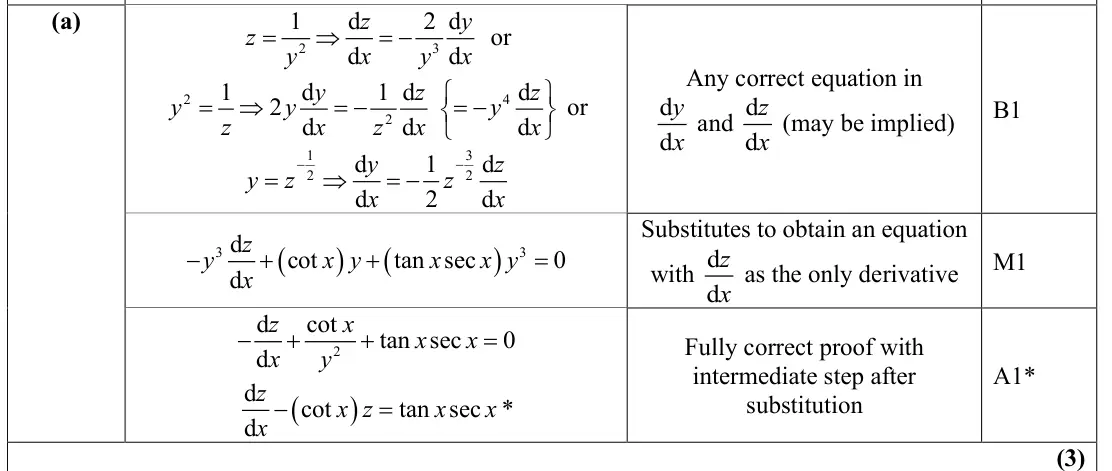 (a)
z = 1/y² ⇒ dz/dx = −2/y³ dy/dx or
y² = 1/z ⇒ 2y dy/dx = −1/z² dz/dx {= −y⁴ dz/dx} or
y = z^(−1/2) ⇒ dy/dx = −1/2 z^(−3/2) dz/dx
Any correct equation in
dy/dx and dz/dx (may be implied)
B1
−y³ dz/dx + (cot x) y + (tan x sec x) y³ = 0
Substitutes to obtain an equation
with dz/dx as the only derivative
M1
−dz/dx + cot x/y² + tan x sec x = 0
dz/dx − (cot x) z = tan x sec x *
Fully correct proof with
intermediate step after
substitution
A1*
(3)